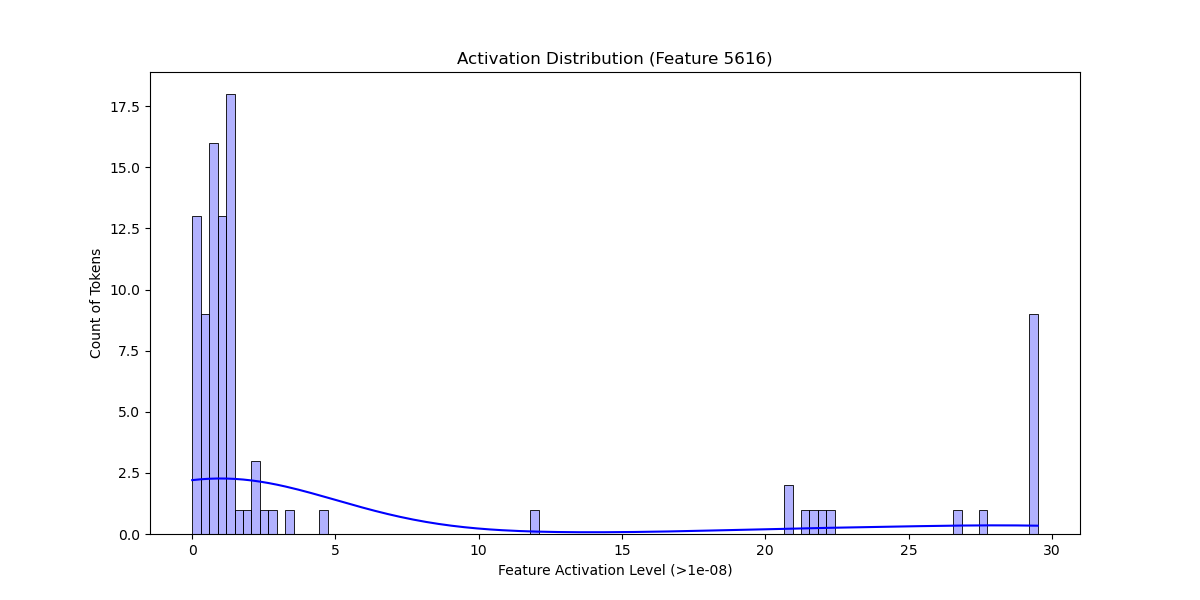 Activation Distribution (Feature 5616)
Count of Tokens
17.5
15.0
12.5
10.0
7.5
5.0
2.5
0.0
0 5 10 15 20 25 30
Feature Activation Level (>1e-08)